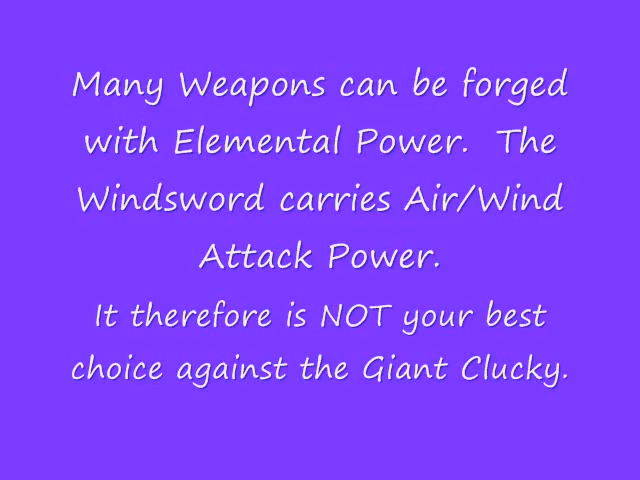 Many Weapons can be forged
with Elemental Power.  The
Windsword carries Air/Wind
Attack Power.
It therefore is NOT your best
choice against the Giant Clucky.